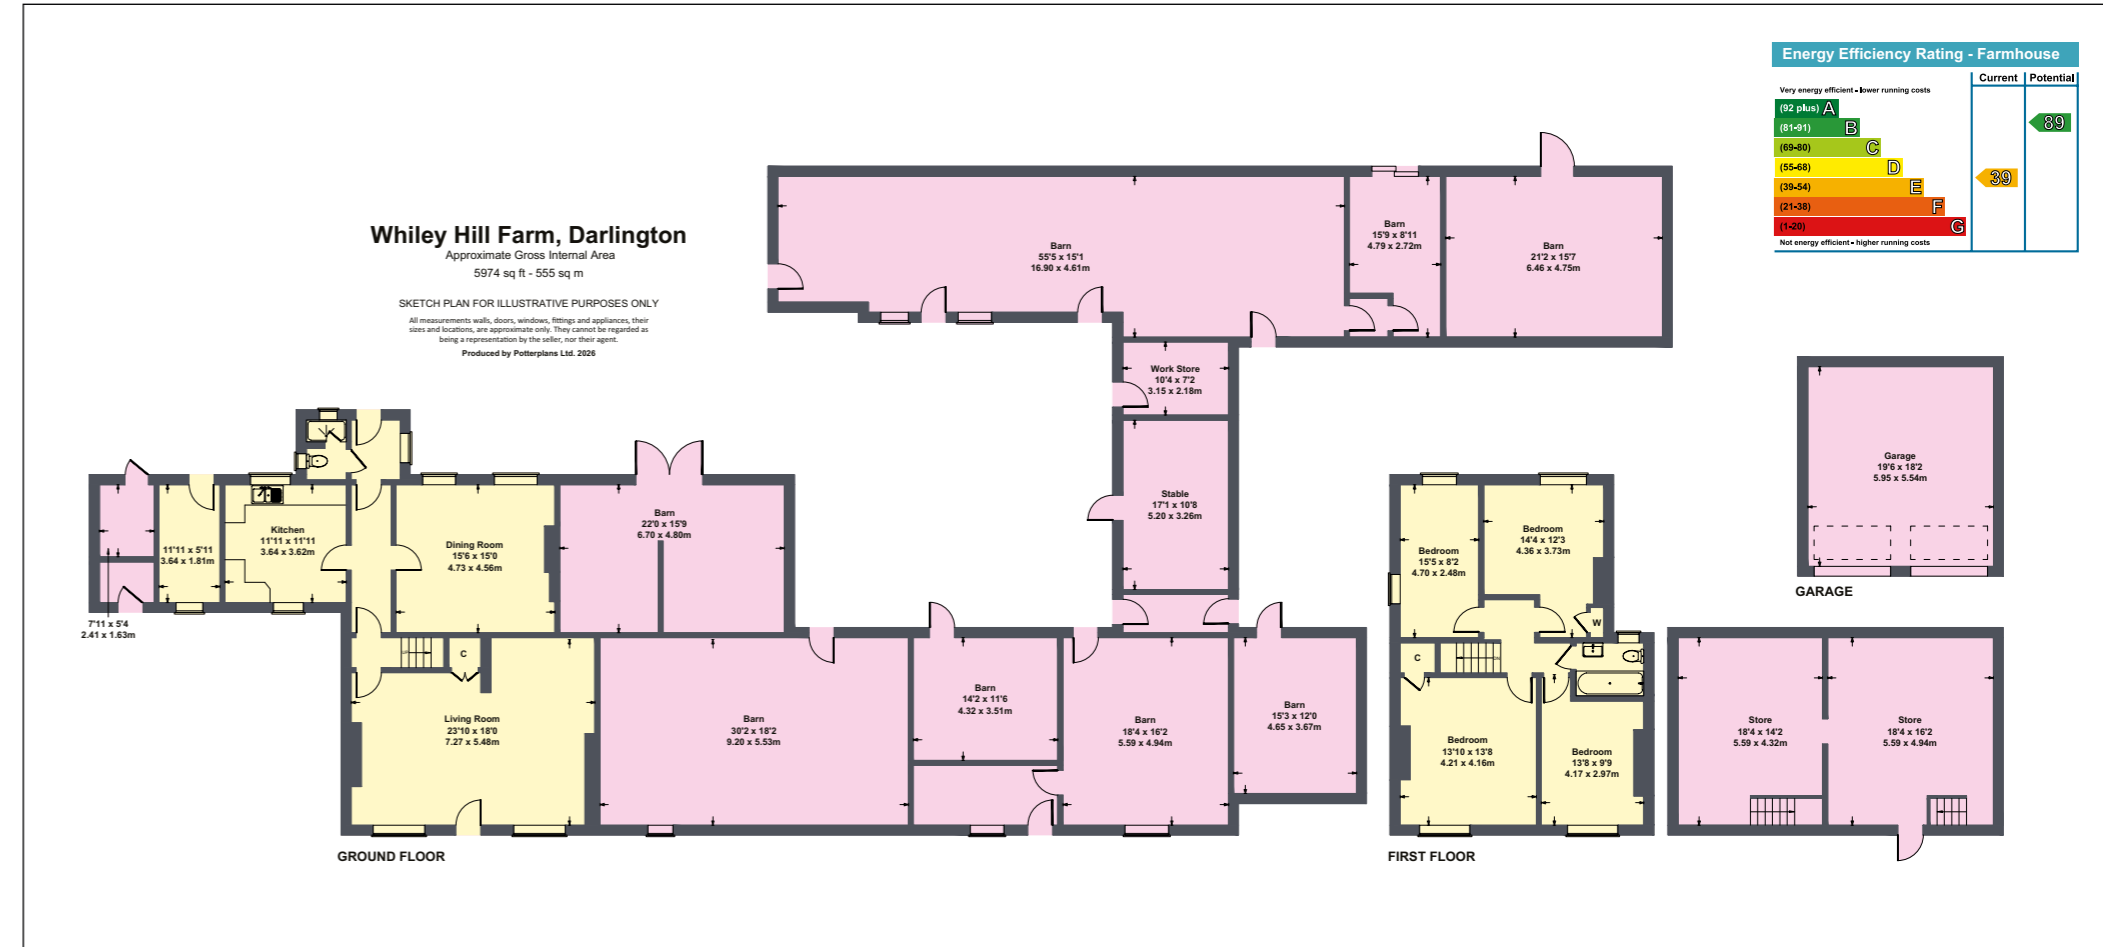 Energy Efficiency Rating - Farmhouse
Current Potential
Very energy efficient - lower running costs
(92 plus) A
(81-91) B
(69-80) C
(55-68) D
(39-54) E
(21-38) F
(1-20) G
Not energy efficient - higher running costs
39
89
Whiley Hill Farm, Darlington
Approximate Gross Internal Area
5974 sq ft - 555 sq m
SKETCH PLAN FOR ILLUSTRATIVE PURPOSES ONLY
All measurements walls, doors, windows, fittings and appliances, their
sizes and locations, are approximate only. They cannot be regarded as
being a representation by the seller, nor their agent.
Produced by Potterplans Ltd. 2026
Barn
55'5 x 15'1
16.90 x 4.61m
Barn
15'9 x 8'11
4.79 x 2.72m
Barn
21'2 x 15'7
6.46 x 4.75m
Work Store
10'4 x 7'2
3.15 x 2.18m
Stable
17'1 x 10'8
5.20 x 3.26m
Garage
19'6 x 18'2
5.95 x 5.54m
GARAGE
7'11 x 5'4
2.41 x 1.63m
11'11 x 5'11
3.64 x 1.81m
Kitchen
11'11 x 11'11
3.64 x 3.62m
Dining Room
15'6 x 15'0
4.73 x 4.56m
Barn
22'0 x 15'9
6.70 x 4.80m
C
Living Room
23'10 x 18'0
7.27 x 5.48m
Barn
30'2 x 18'2
9.20 x 5.53m
Barn
14'2 x 11'6
4.32 x 3.51m
Barn
18'4 x 16'2
5.59 x 4.94m
Barn
15'3 x 12'0
4.65 x 3.67m
GROUND FLOOR
Bedroom
15'5 x 8'2
4.70 x 2.48m
Bedroom
14'4 x 12'3
4.36 x 3.73m
W
C
Bedroom
13'10 x 13'8
4.21 x 4.16m
Bedroom
13'8 x 9'9
4.17 x 2.97m
FIRST FLOOR
Store
18'4 x 14'2
5.59 x 4.32m
Store
18'4 x 16'2
5.59 x 4.94m